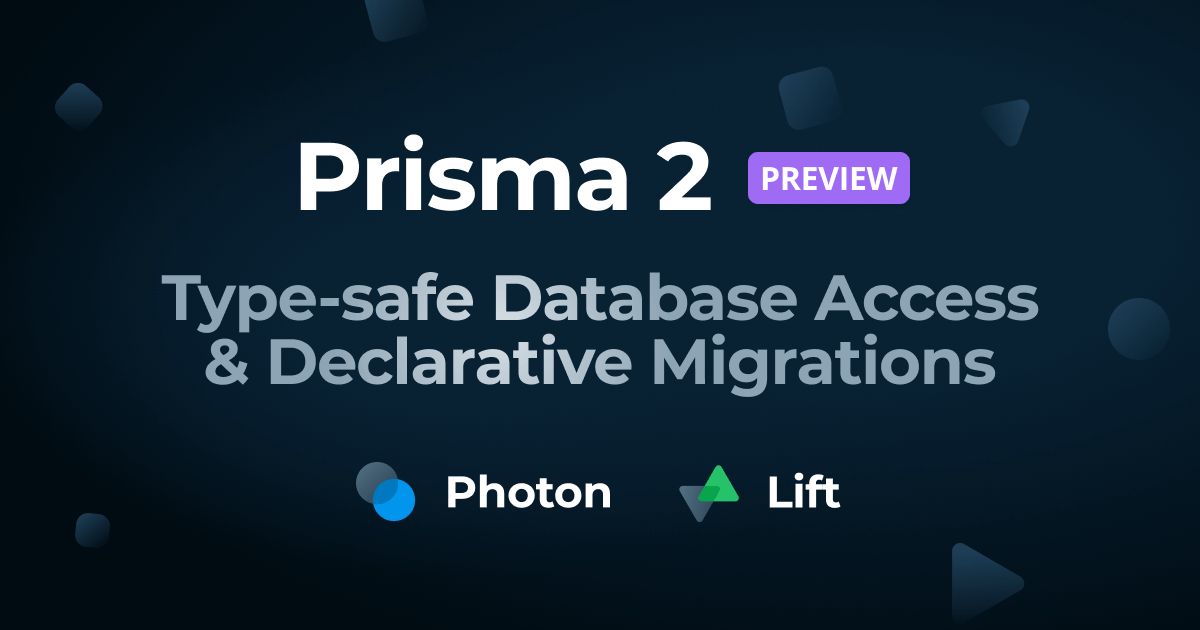 Prisma 2 PREVIEW
Type-safe Database Access
& Declarative Migrations
Photon Lift